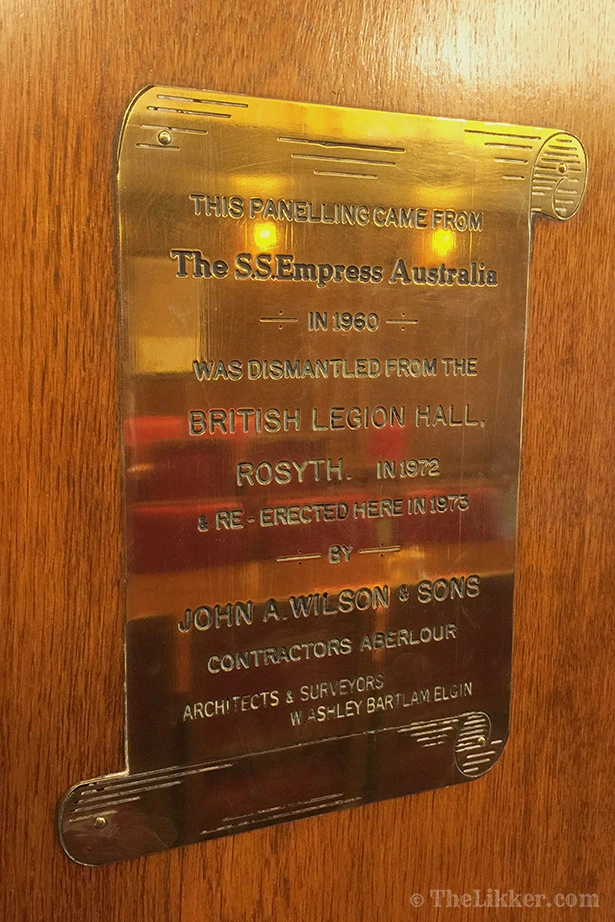 THIS PANELLING CAME FROM
The S.S.Empress Australia
IN 1960
WAS DISMANTLED FROM THE
BRITISH LEGION HALL,
ROSYTH. IN 1972
& RE - ERECTED HERE IN 1973
BY
JOHN A. WILSON & SONS
CONTRACTORS ABERLOUR
ARCHITECTS & SURVEYORS
W ASHLEY BARTLAM ELGIN
© TheLikker.com